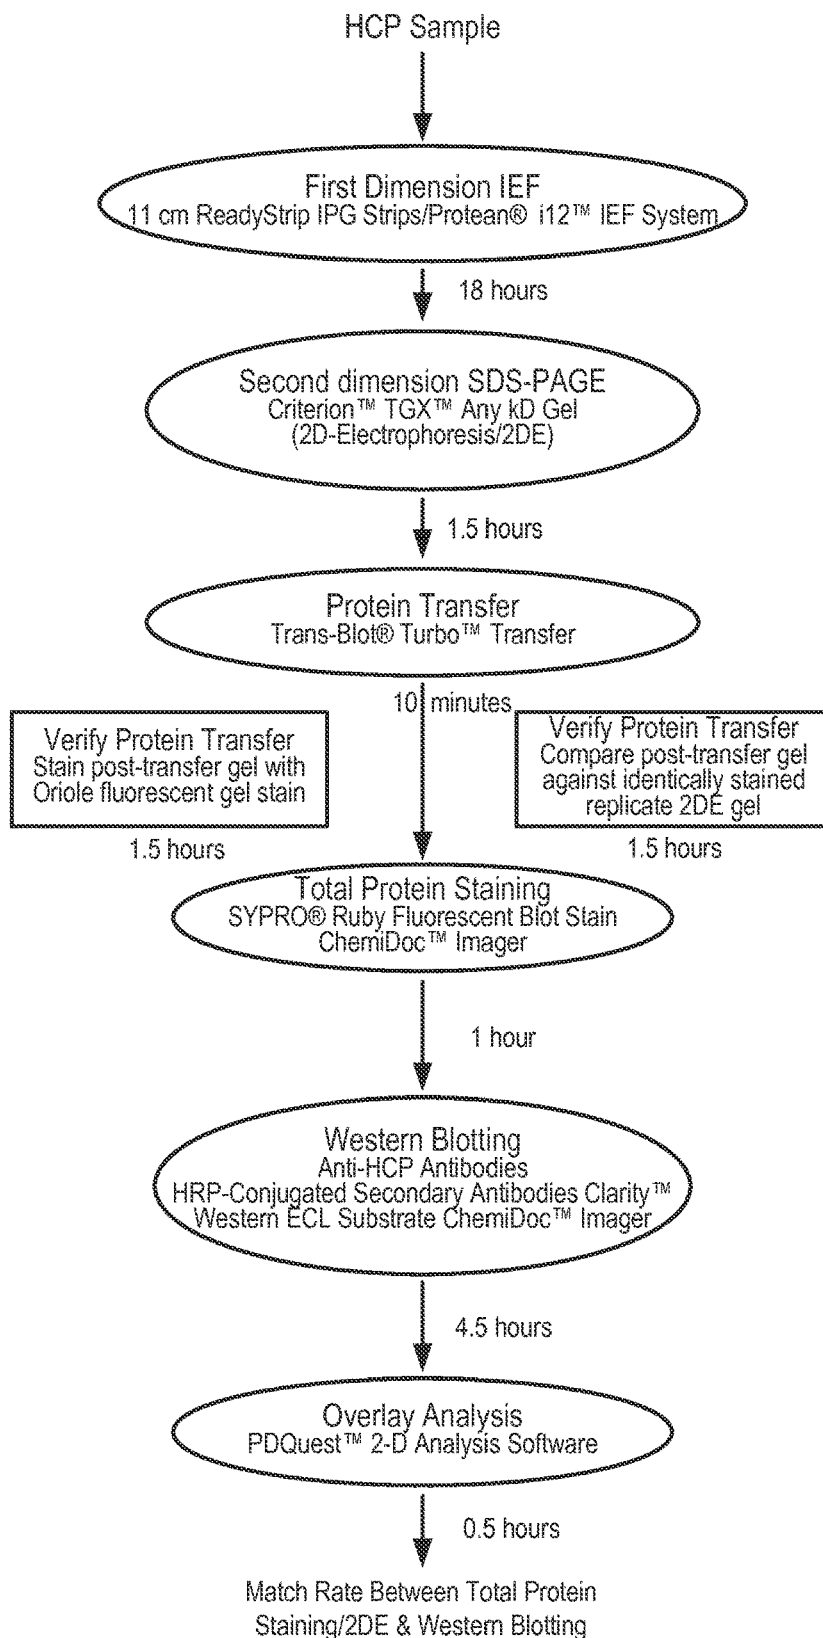 HCP Sample
First Dimension IEF
11 cm ReadyStrip IPG Strips/Protean® i12™ IEF System
18 hours
Second dimension SDS-PAGE
Criterion™ TGX™ Any kD Gel
(2D-Electrophoresis/2DE)
1.5 hours
Protein Transfer
Trans-Blot® Turbo™ Transfer
10 minutes
Verify Protein Transfer
Stain post-transfer gel with
Oriole fluorescent gel stain
1.5 hours
Verify Protein Transfer
Compare post-transfer gel
against identically stained
replicate 2DE gel
1.5 hours
Total Protein Staining
SYPRO® Ruby Fluorescent Blot Stain
ChemiDoc™ Imager
1 hour
Western Blotting
Anti-HCP Antibodies
HRP-Conjugated Secondary Antibodies Clarity™
Western ECL Substrate ChemiDoc™ Imager
4.5 hours
Overlay Analysis
PDQuest™ 2-D Analysis Software
0.5 hours
Match Rate Between Total Protein
Staining/2DE & Western Blotting